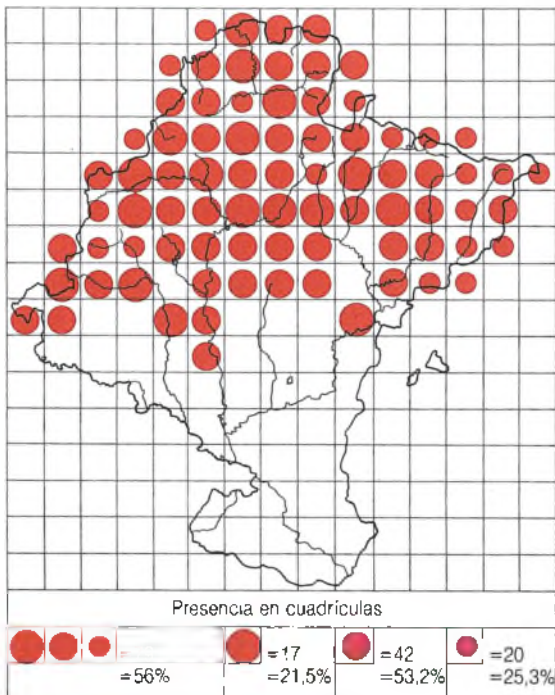 Presencia en cuadrículas
=17 =42 =20
=56% =21,5% =53,2% =25,3%